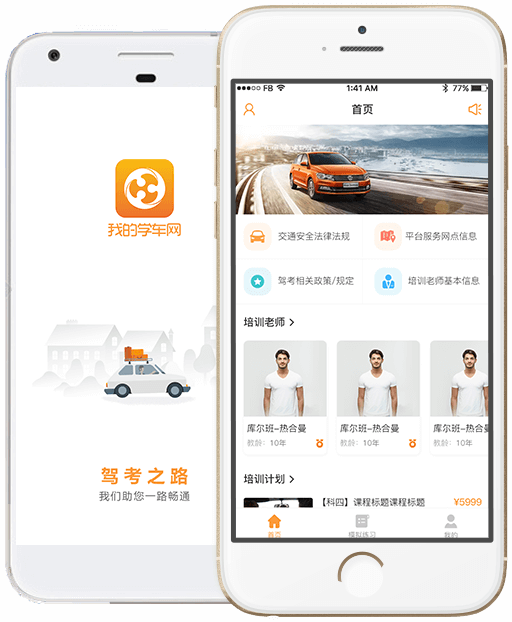 我的学车网
驾考之路
我们助您一路畅通
FB 1:41 AM 77%
首页
交通安全法律法规 平台服务网点信息
驾考相关政策/规定 培训老师基本信息
培训老师 >
库尔班-热合曼 库尔班-热合曼 库尔班-热合曼
教龄：10年 教龄：10年 教龄：10年
培训计划 >
【科四】课程标题课程标题 ¥5999
首页 模拟练习 我的